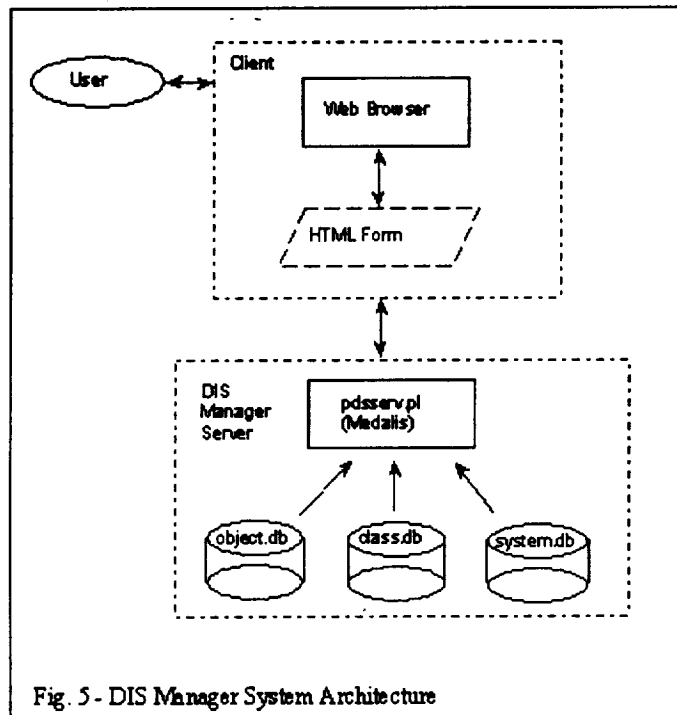 User
Client
Web Browser
HTML Form
DIS
Manager
Server
pdsserv.pl
(Medalis)
object.db
class.db
system.db
Fig. 5 - DIS Manager System Architecture